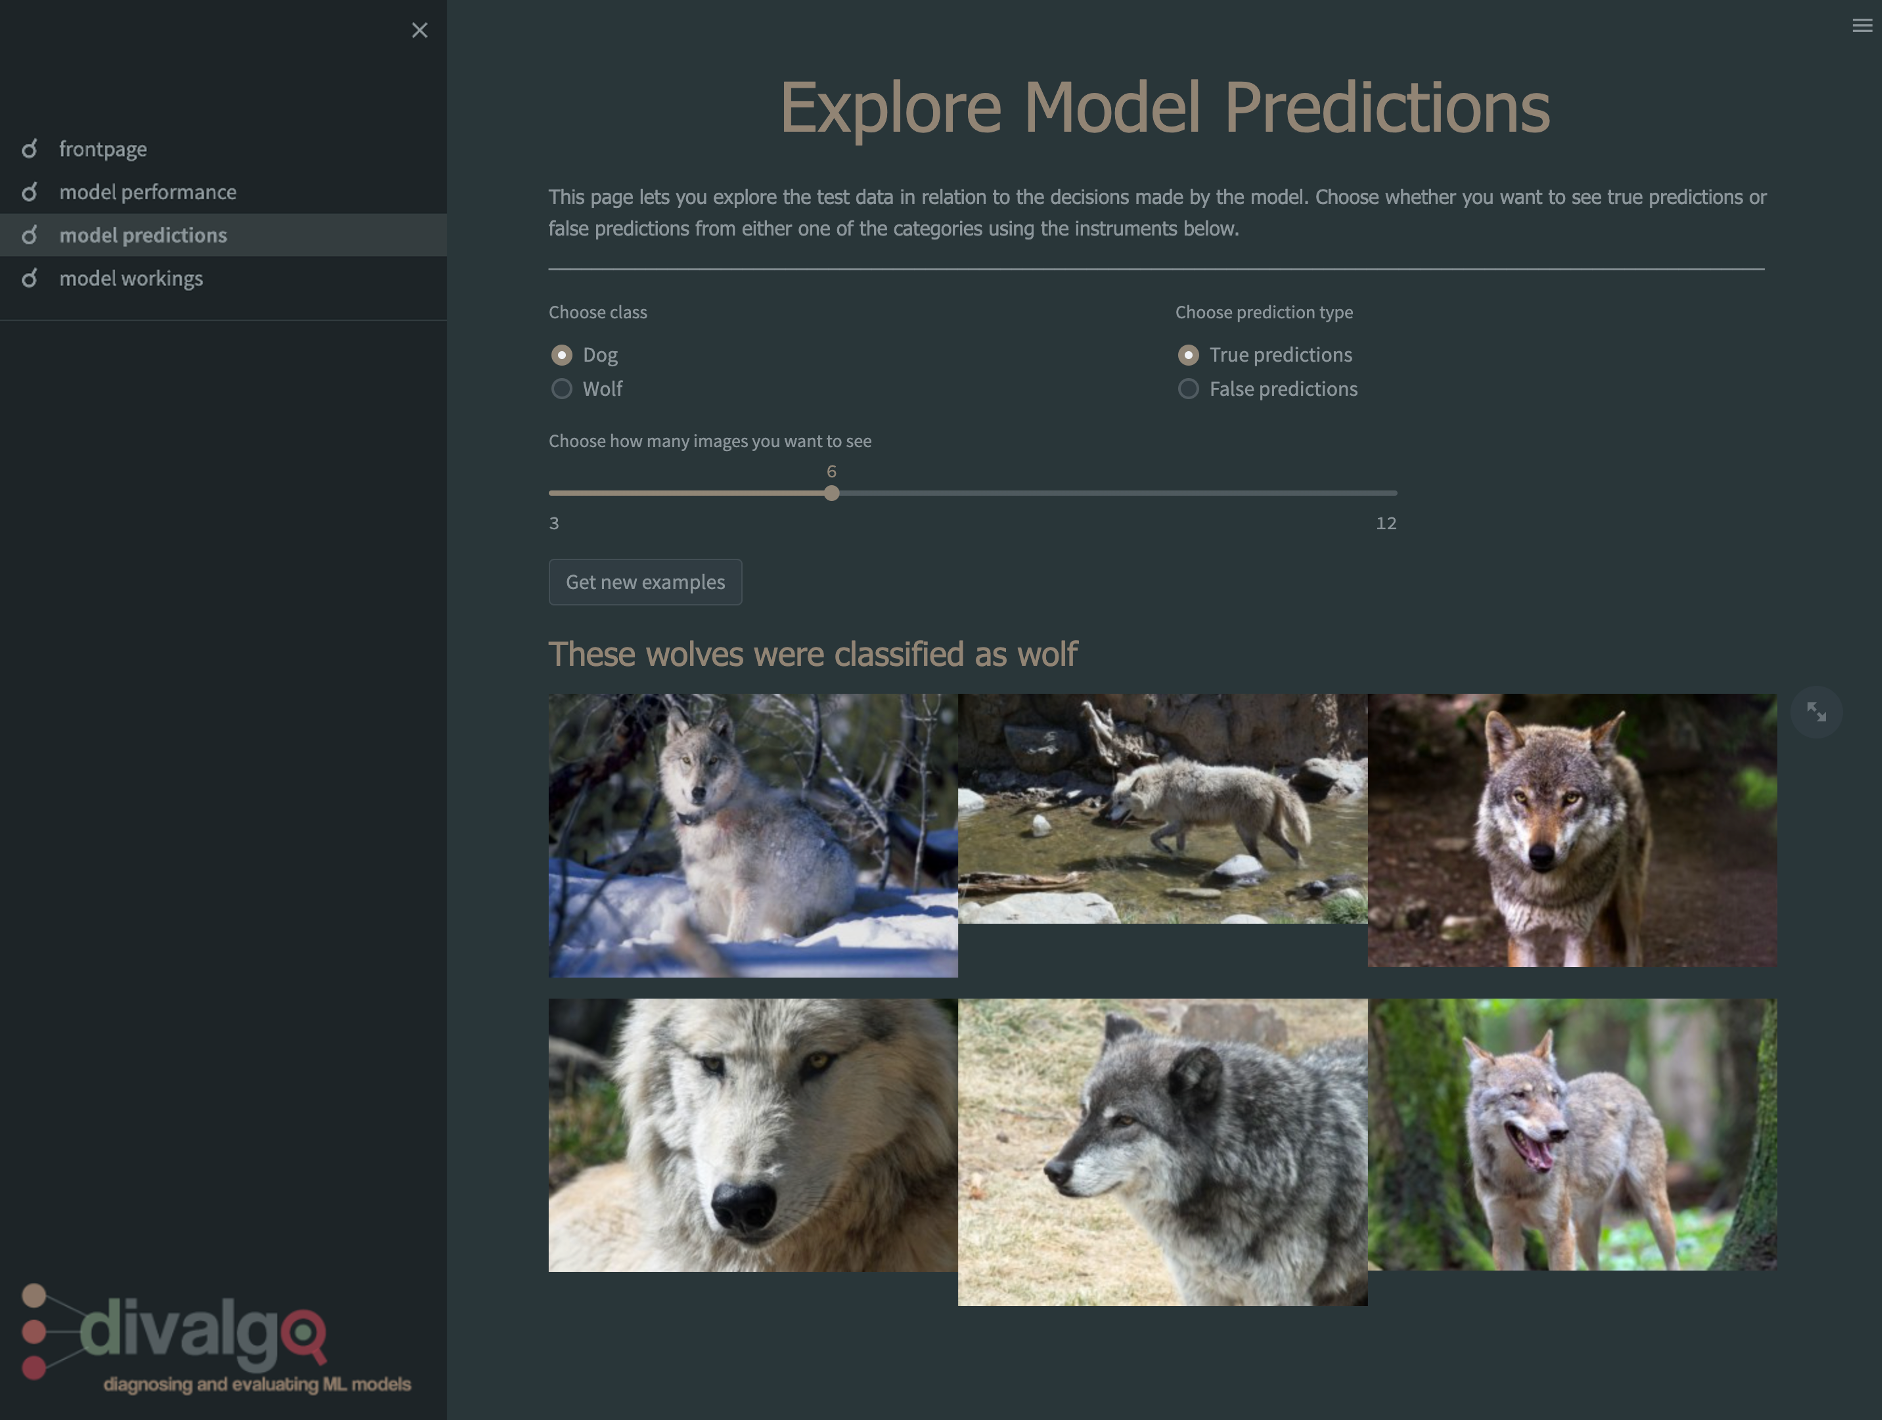 frontpage
model performance
model predictions
model workings
Explore Model Predictions
This page lets you explore the test data in relation to the decisions made by the model. Choose whether you want to see true predictions or
false predictions from either one of the categories using the instruments below.
Choose class
Dog
Wolf
Choose prediction type
True predictions
False predictions
Choose how many images you want to see
6
3
12
Get new examples
These wolves were classified as wolf
divalgo
diagnosing and evaluating ML models